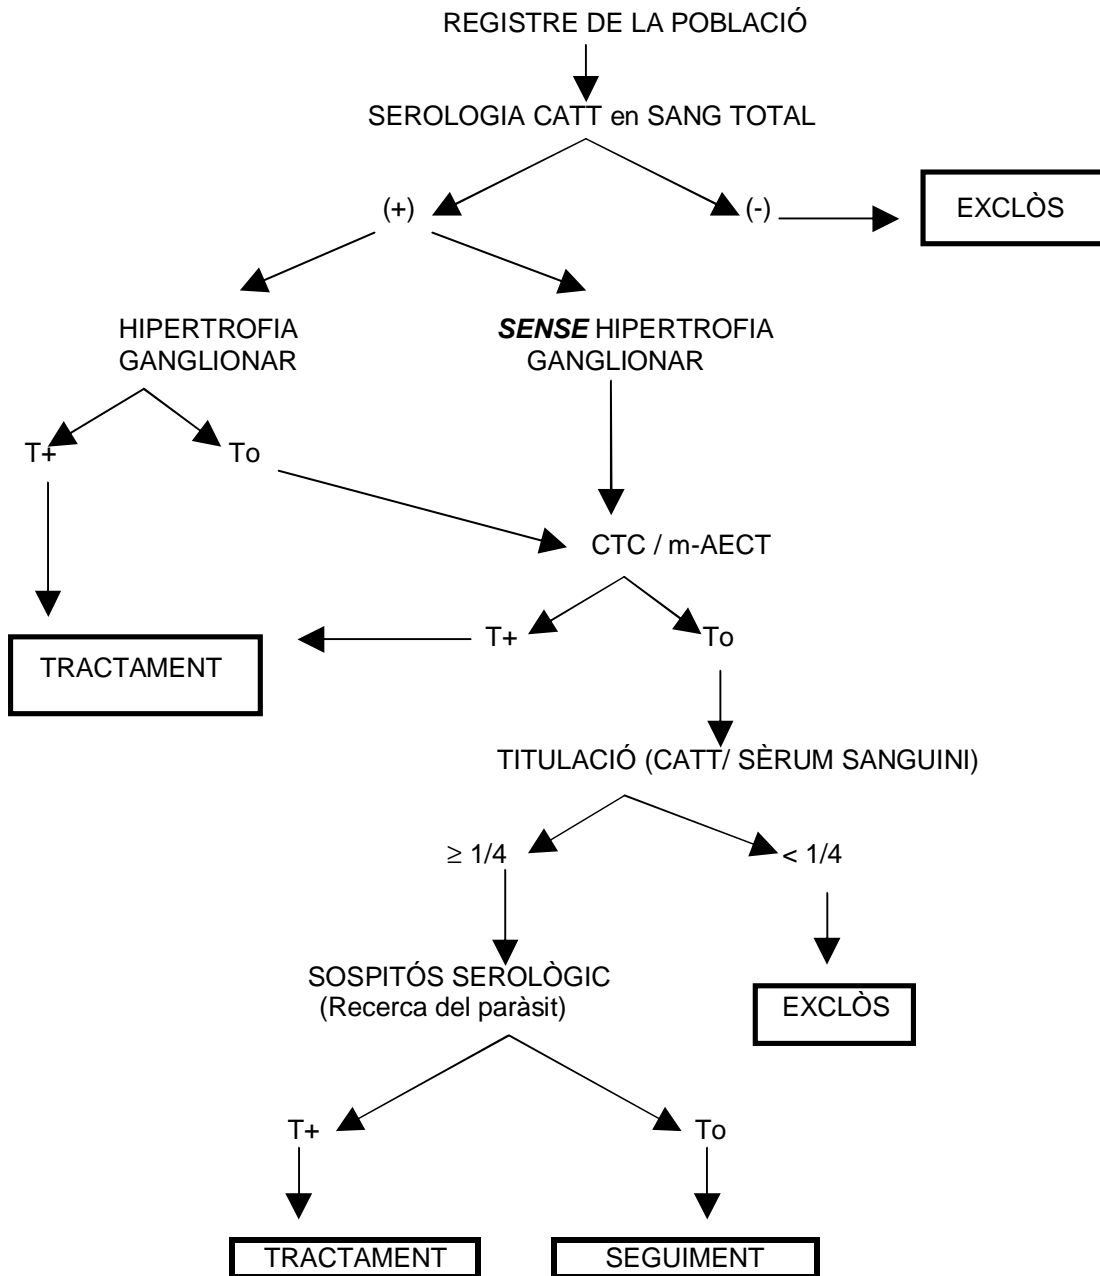 REGISTRE DE LA POBLACIÓ
SEROLOGIA CATT en SANG TOTAL
(+)
(-)
EXCLÒS
HIPERTROFIA
GANGLIONAR
SENSE HIPERTROFIA
GANGLIONAR
T+
To
CTC / m-AECT
T+
To
TRACTAMENT
TITULACIÓ (CATT/ SÈRUM SANGUINI)
≥ 1/4
< 1/4
SOSPITÓS SEROLÒGIC
(Recerca del paràsit)
EXCLÒS
T+
To
TRACTAMENT
SEGUIMENT